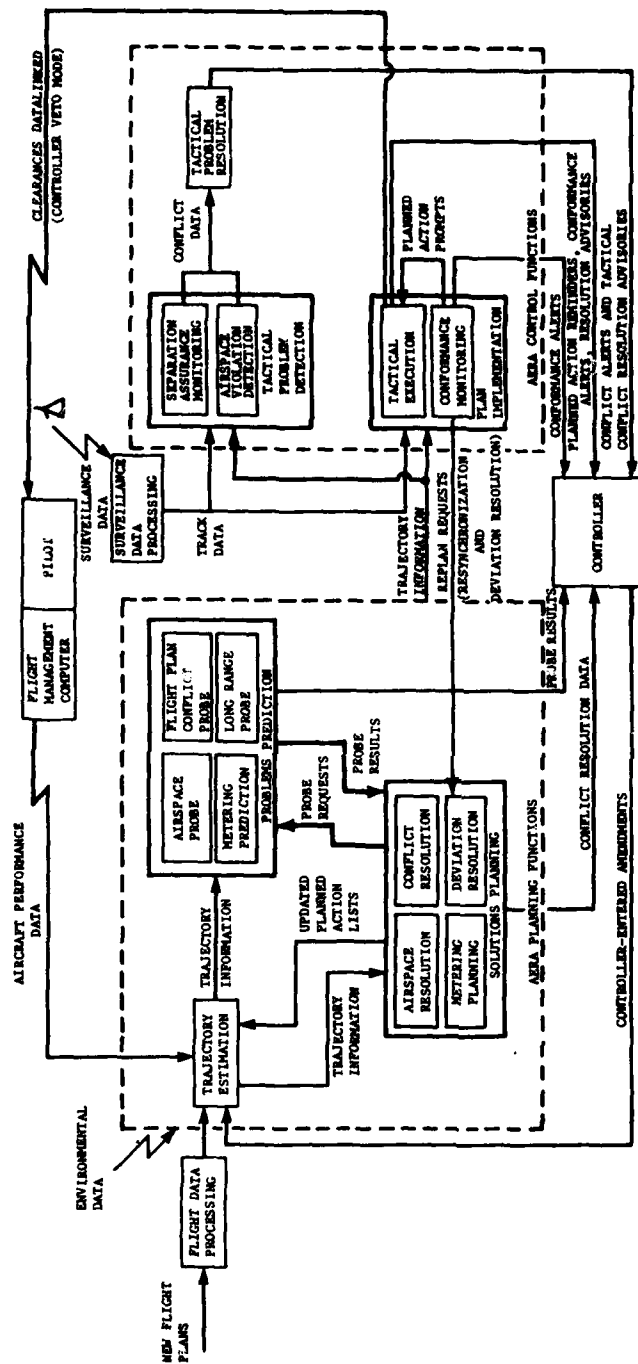 NEW FLIGHT
PLANS
FLIGHT DATA
PROCESSING
ENVIRONMENTAL
DATA
AIRCRAFT PERFORMANCE
DATA
FLIGHT
MANAGEMENT
COMPUTER
PILOT
CLEARANCES DATALINKED
(CONTROLLER VETO MODE)
SURVEILLANCE
DATA
SURVEILLANCE
DATA
PROCESSING
TRACK
DATA
TRAJECTORY
ESTIMATION
TRAJECTORY
INFORMATION
AIRSPACE
PROBE
FLIGHT PLAN
CONFLICT
PROBE
METERING
PREDICTION
LONG RANGE
PROBE
PROBLEMS PREDICTION
UPDATED
PLANNED
ACTION
LISTS
TRAJECTORY
INFORMATION
PROBE
REQUESTS
PROBE
RESULTS
AIRSPACE
RESOLUTION
CONFLICT
RESOLUTION
METERING
PLANNING
DEVIATION
RESOLUTION
SOLUTIONS PLANNING
AERA PLANNING FUNCTIONS
SEPARATION
ASSURANCE
MONITORING
AIRSPACE
VIOLATION
DETECTION
TACTICAL
PROBLEM
DETECTION
CONFLICT
DATA
TACTICAL
PROBLEM
RESOLUTION
TRAJECTORY
INFORMATION
REPLAN REQUESTS
(RESYNCHRONIZATION
AND
DEVIATION RESOLUTION)
TACTICAL
EXECUTION
CONFORMANCE
MONITORING
PLAN
IMPLEMENTATION
PLANNED
ACTION
PROMPTS
AERA CONTROL FUNCTIONS
CONFORMANCE ALERTS
PLANNED ACTION REMINDERS, CONFORMANCE
ALERTS, RESOLUTION ADVISORIES
CONFLICT ALERTS AND TACTICAL
CONFLICT RESOLUTION ADVISORIES
PROBE RESULTS
CONTROLLER
CONFLICT RESOLUTION DATA
CONTROLLER-ENTERED AMENDMENTS